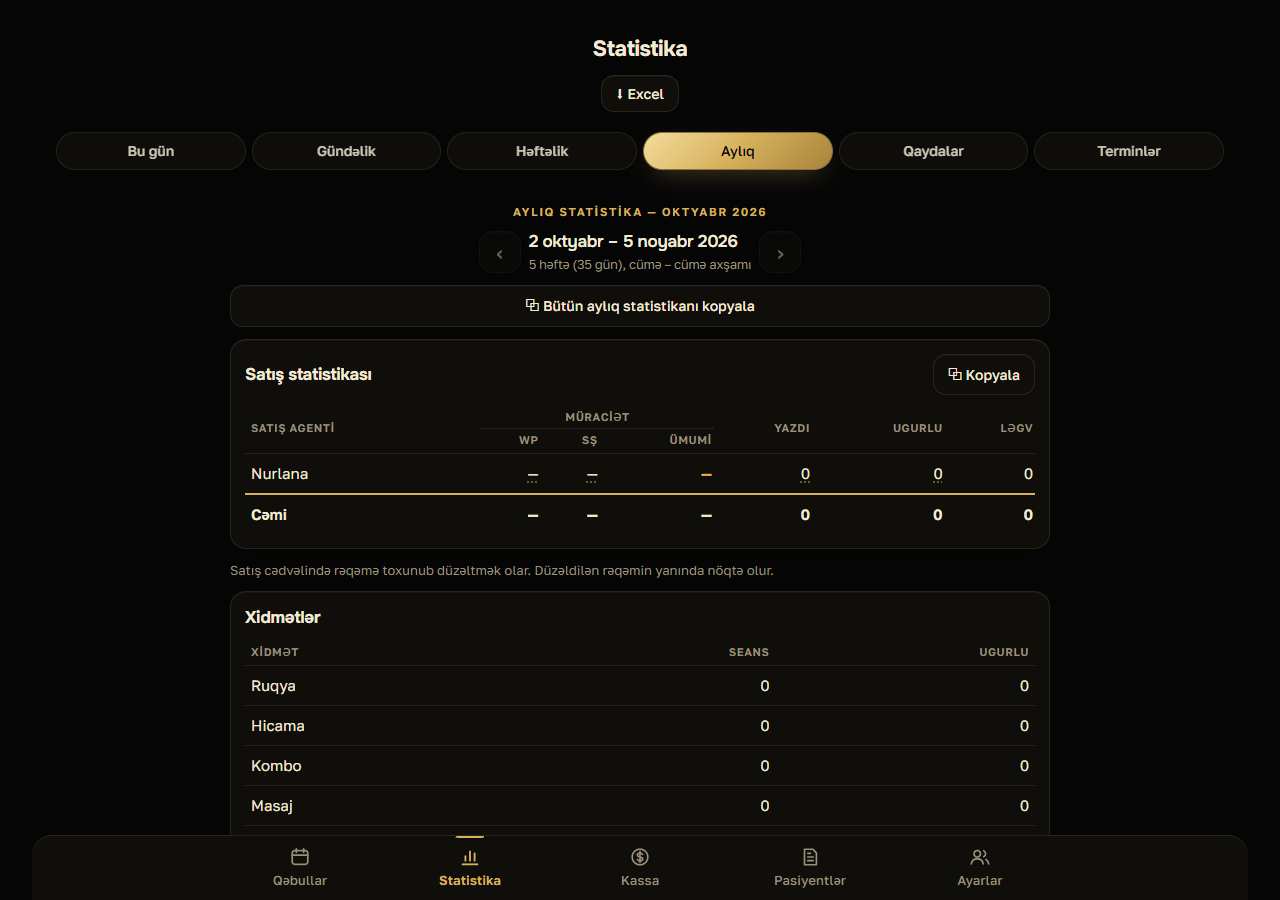 Statistika
⬇ Excel
Bu gün
Gündəlik
Həftəlik
Aylıq
Qaydalar
Terminlər
AYLIQ STATİSTİKA — OKTYABR 2026
‹
2 oktyabr – 5 noyabr 2026
5 həftə (35 gün), cümə – cümə axşamı
›
⧉ Bütün aylıq statistikanı kopyala
Satış statistikası
⧉ Kopyala
SATIŞ AGENTİ MÜRACİƏT YAZDI UGURLU LƏGV
WP SŞ ÜMUMİ
Nurlana – – – 0 0 0
Cəmi – – – 0 0 0
Satış cədvəlində rəqəmə toxunub düzəltmək olar. Düzəldilən rəqəmin yanında nöqtə olur.
Xidmətlər
XİDMƏT SEANS UGURLU
Ruqya 0 0
Hicama 0 0
Kombo 0 0
Masaj 0 0
Qəbullar
Statistika
Kassa
Pasiyentlər
Ayarlar